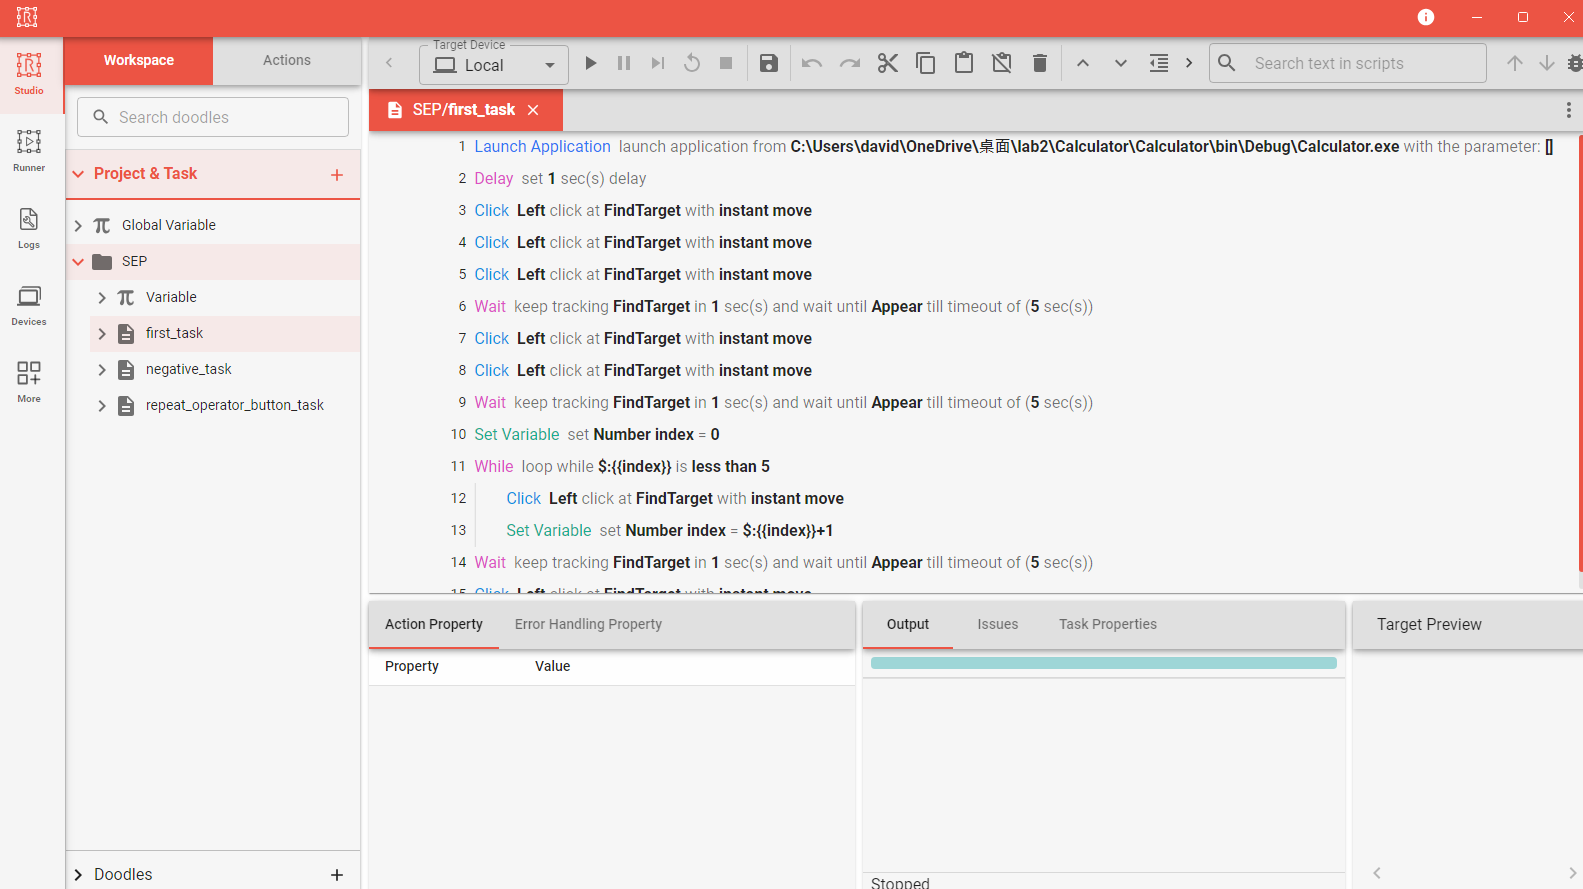 Studio
Runner
Logs
Devices
More
Workspace
Actions
Search doodles
Project & Task
Global Variable
SEP
Variable
first_task
negative_task
repeat_operator_button_task
Doodles
Target Device
Local
Search text in scripts
SEP/first_task
1 Launch Application launch application from C:\Users\david\OneDrive\桌面\lab2\Calculator\Calculator\bin\Debug\Calculator.exe with the parameter: []
2 Delay set 1 sec(s) delay
3 Click Left click at FindTarget with instant move
4 Click Left click at FindTarget with instant move
5 Click Left click at FindTarget with instant move
6 Wait keep tracking FindTarget in 1 sec(s) and wait until Appear till timeout of (5 sec(s))
7 Click Left click at FindTarget with instant move
8 Click Left click at FindTarget with instant move
9 Wait keep tracking FindTarget in 1 sec(s) and wait until Appear till timeout of (5 sec(s))
10 Set Variable set Number index = 0
11 While loop while $:{{index}} is less than 5
12 Click Left click at FindTarget with instant move
13 Set Variable set Number index = $:{{index}}+1
14 Wait keep tracking FindTarget in 1 sec(s) and wait until Appear till timeout of (5 sec(s))
15 Click Left click at FindTarget with instant move
Action Property
Error Handling Property
Property
Value
Output
Issues
Task Properties
Stopped
Target Preview